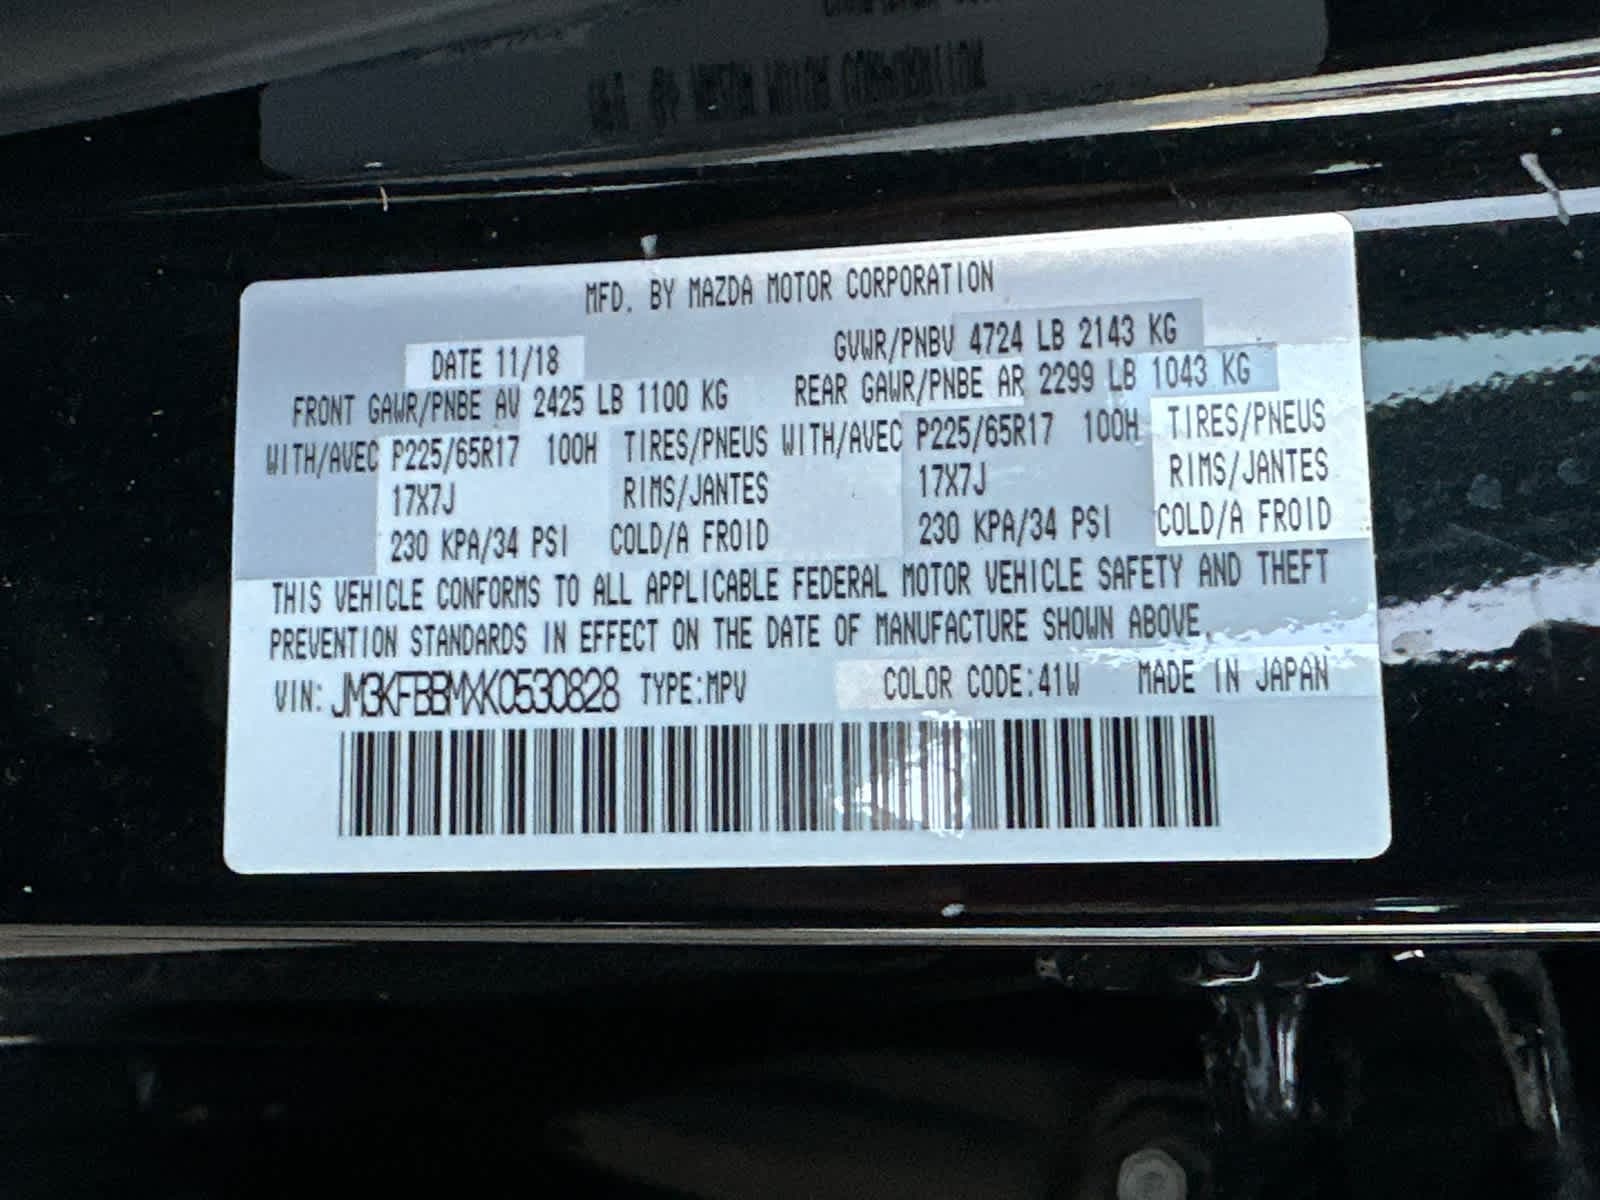 MFD. BY MAZDA MOTOR CORPORATION
DATE 11/18 GVWR/PNBV 4724 LB 2143 KG
FRONT GAWR/PNBE AV 2425 LB 1100 KG REAR GAWR/PNBE AR 2299 LB 1043 KG
WITH/AVEC P225/65R17 100H TIRES/PNEUS WITH/AVEC P225/65R17 100H TIRES/PNEUS
17X7J RIMS/JANTES 17X7J RIMS/JANTES
230 KPA/34 PSI COLD/A FROID 230 KPA/34 PSI COLD/A FROID
THIS VEHICLE CONFORMS TO ALL APPLICABLE FEDERAL MOTOR VEHICLE SAFETY AND THEFT
PREVENTION STANDARDS IN EFFECT ON THE DATE OF MANUFACTURE SHOWN ABOVE.
VIN: JM3KFBBMXK0530828 TYPE:MPV COLOR CODE:41W MADE IN JAPAN